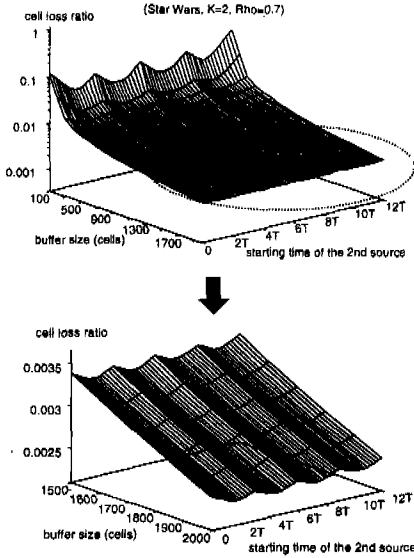 (Star Wars, K=2, Rho=0.7)
cell loss ratio
1
0.1
0.01
0.001
100
500
900
1300
1700
buffer size (cells)
0
2T
4T
6T
8T
10T
12T
starting time of the 2nd source
cell loss ratio
0.0035
0.003
0.0025
1500
1600
1700
1800
1900
2000
buffer size (cells)
0
2T
4T
6T
8T
10T
12T
starting time of the 2nd source